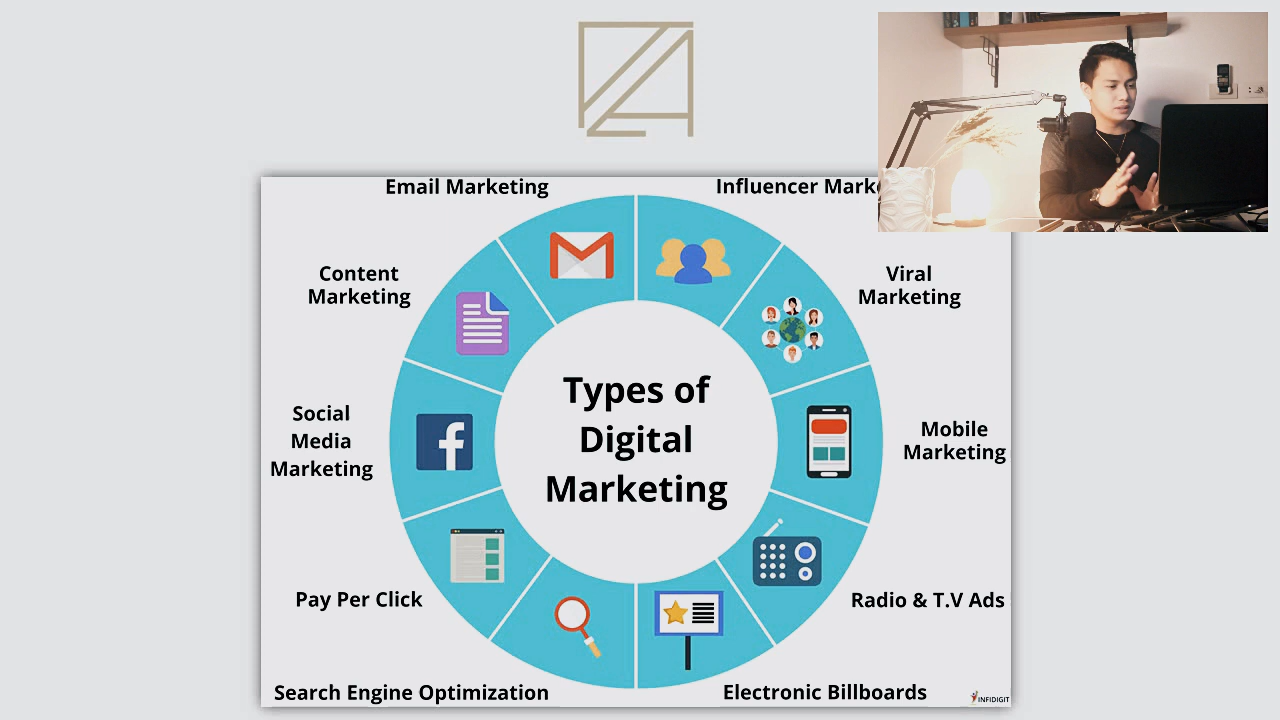 Email Marketing
Influencer Marke
Content
Marketing
Viral
Marketing
Social
Media
Marketing
Types of
Digital
Marketing
Mobile
Marketing
Pay Per Click
Radio & T.V Ads
Search Engine Optimization
Electronic Billboards
INFIDIGIT